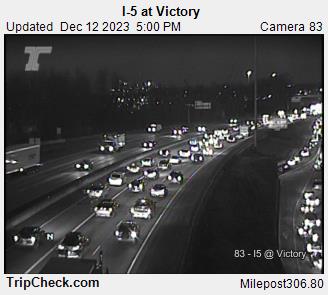 I-5 at Victory
Updated Dec 12 2023 5:00 PM Camera 83
T
N
83 - I5 @ Victory
TripCheck.com Milepost306.80